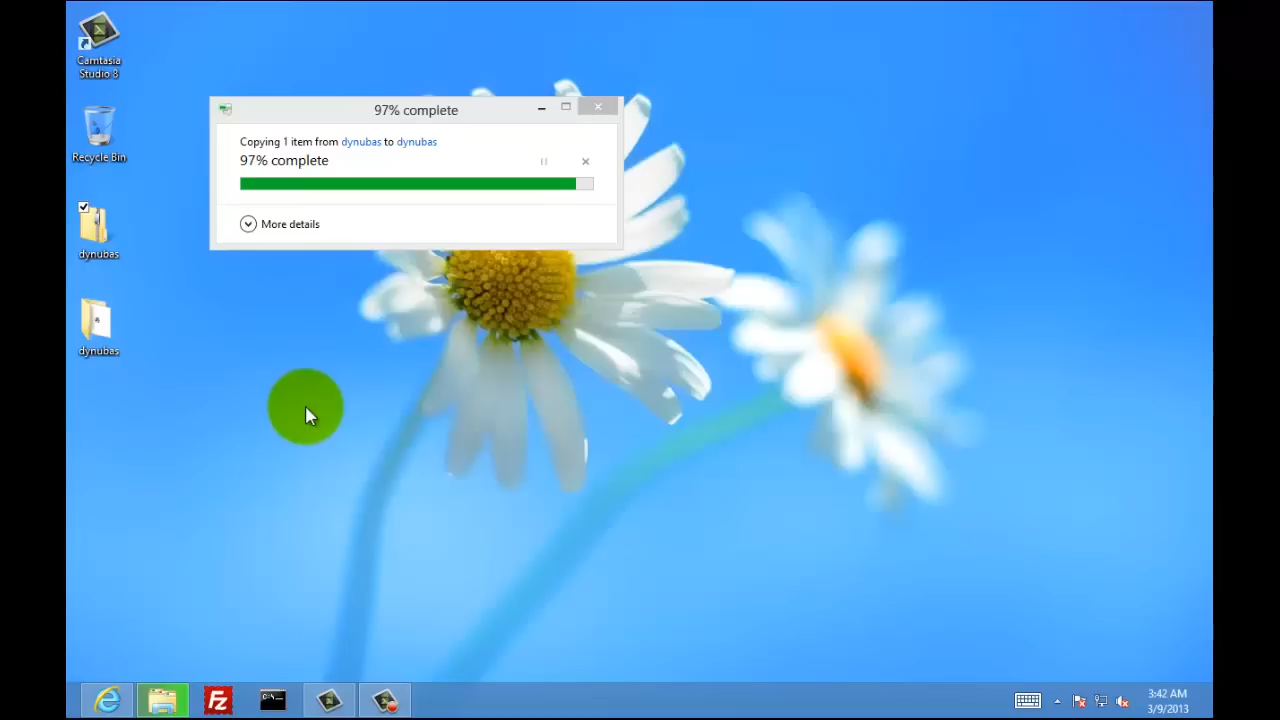 Camtasia
Studio 8
Recycle Bin
dynubas
dynubas
97% complete
Copying 1 item from dynubas to dynubas
97% complete
More details
Fz
C:\_
3:42 AM
3/9/2013